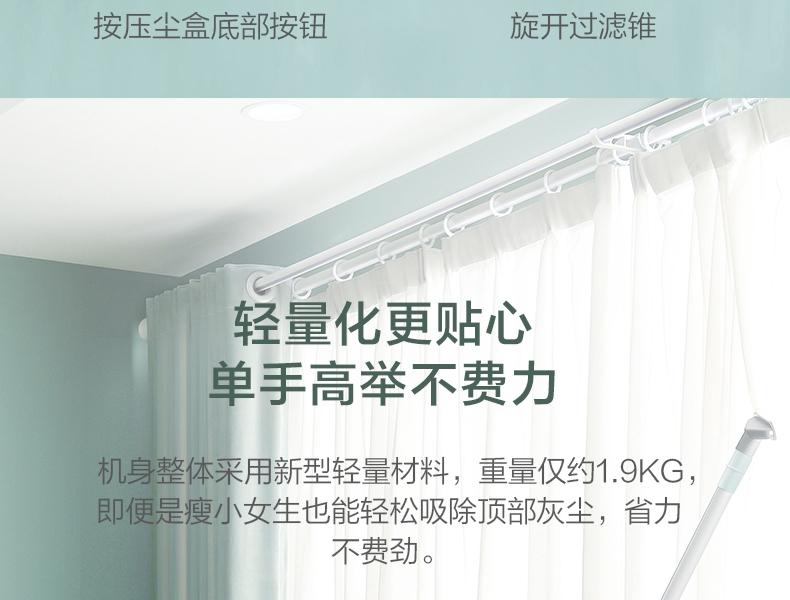 按压尘盒底部按钮
旋开过滤锥
轻量化更贴心
单手高举不费力
机身整体采用新型轻量材料，重量仅约1.9KG，
即便是瘦小女生也能轻松吸除顶部灰尘，省力
不费劲。